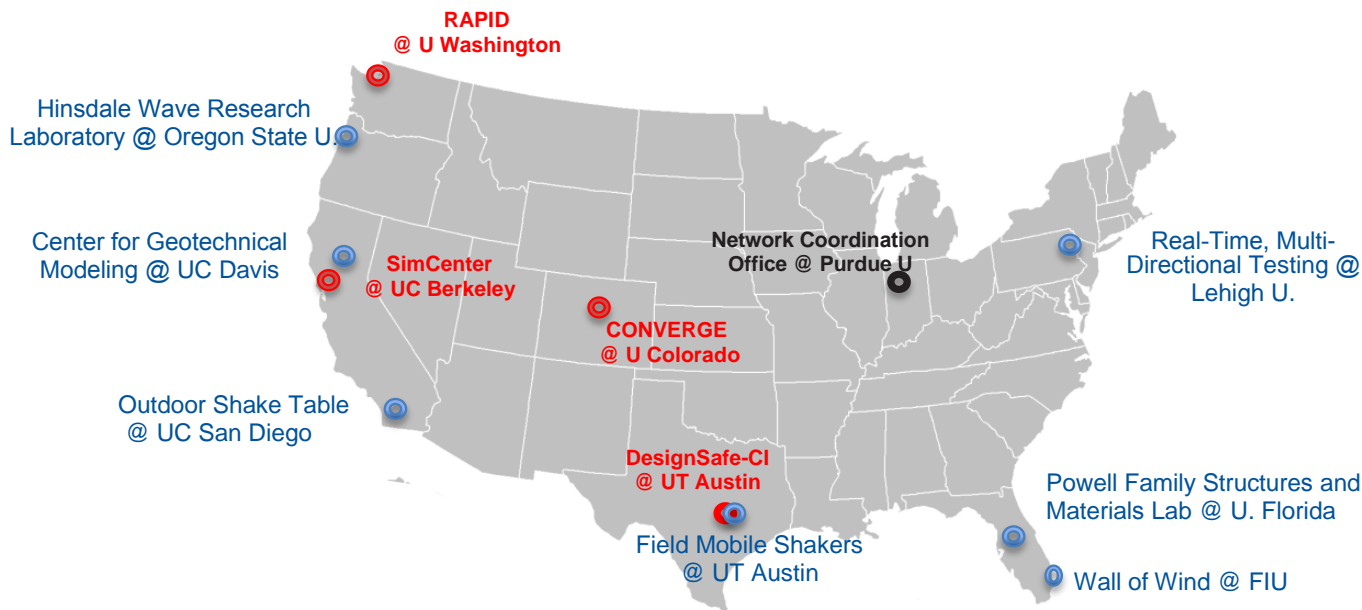 RAPID
@ U Washington
Hinsdale Wave Research
Laboratory @ Oregon State U.
Center for Geotechnical
Modeling @ UC Davis
SimCenter
@ UC Berkeley
Network Coordination
Office @ Purdue U
Real-Time, Multi-
Directional Testing @
Lehigh U.
CONVERGE
@ U Colorado
Outdoor Shake Table
@ UC San Diego
DesignSafe-CI
@ UT Austin
Field Mobile Shakers
@ UT Austin
Powell Family Structures and
Materials Lab @ U. Florida
Wall of Wind @ FIU